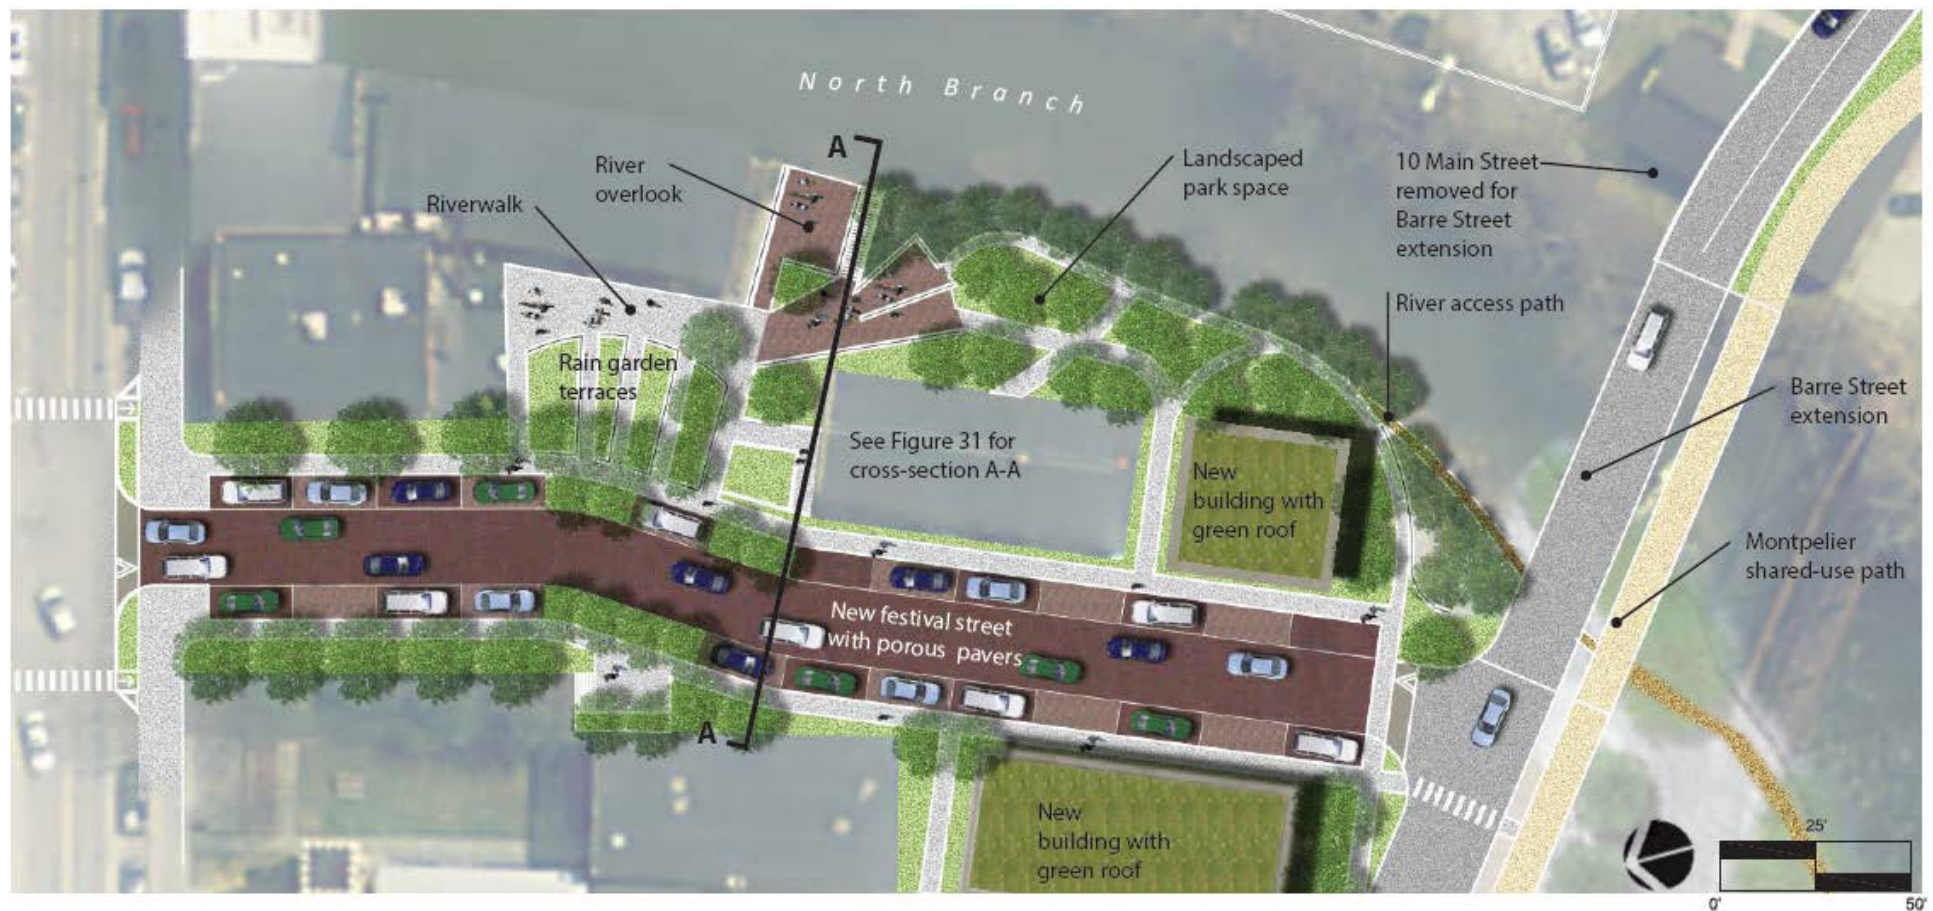 North Branch
A
River
overlook
Riverwalk
Landscaped
park space
10 Main Street
removed for
Barre Street
extension
River access path
Rain garden
terraces
Barre Street
extension
See Figure 31 for
cross-section A-A
New
building with
green roof
Montpelier
shared-use path
New festival street
with porous pavers
A
New
building with
green roof
25'
0'
50'